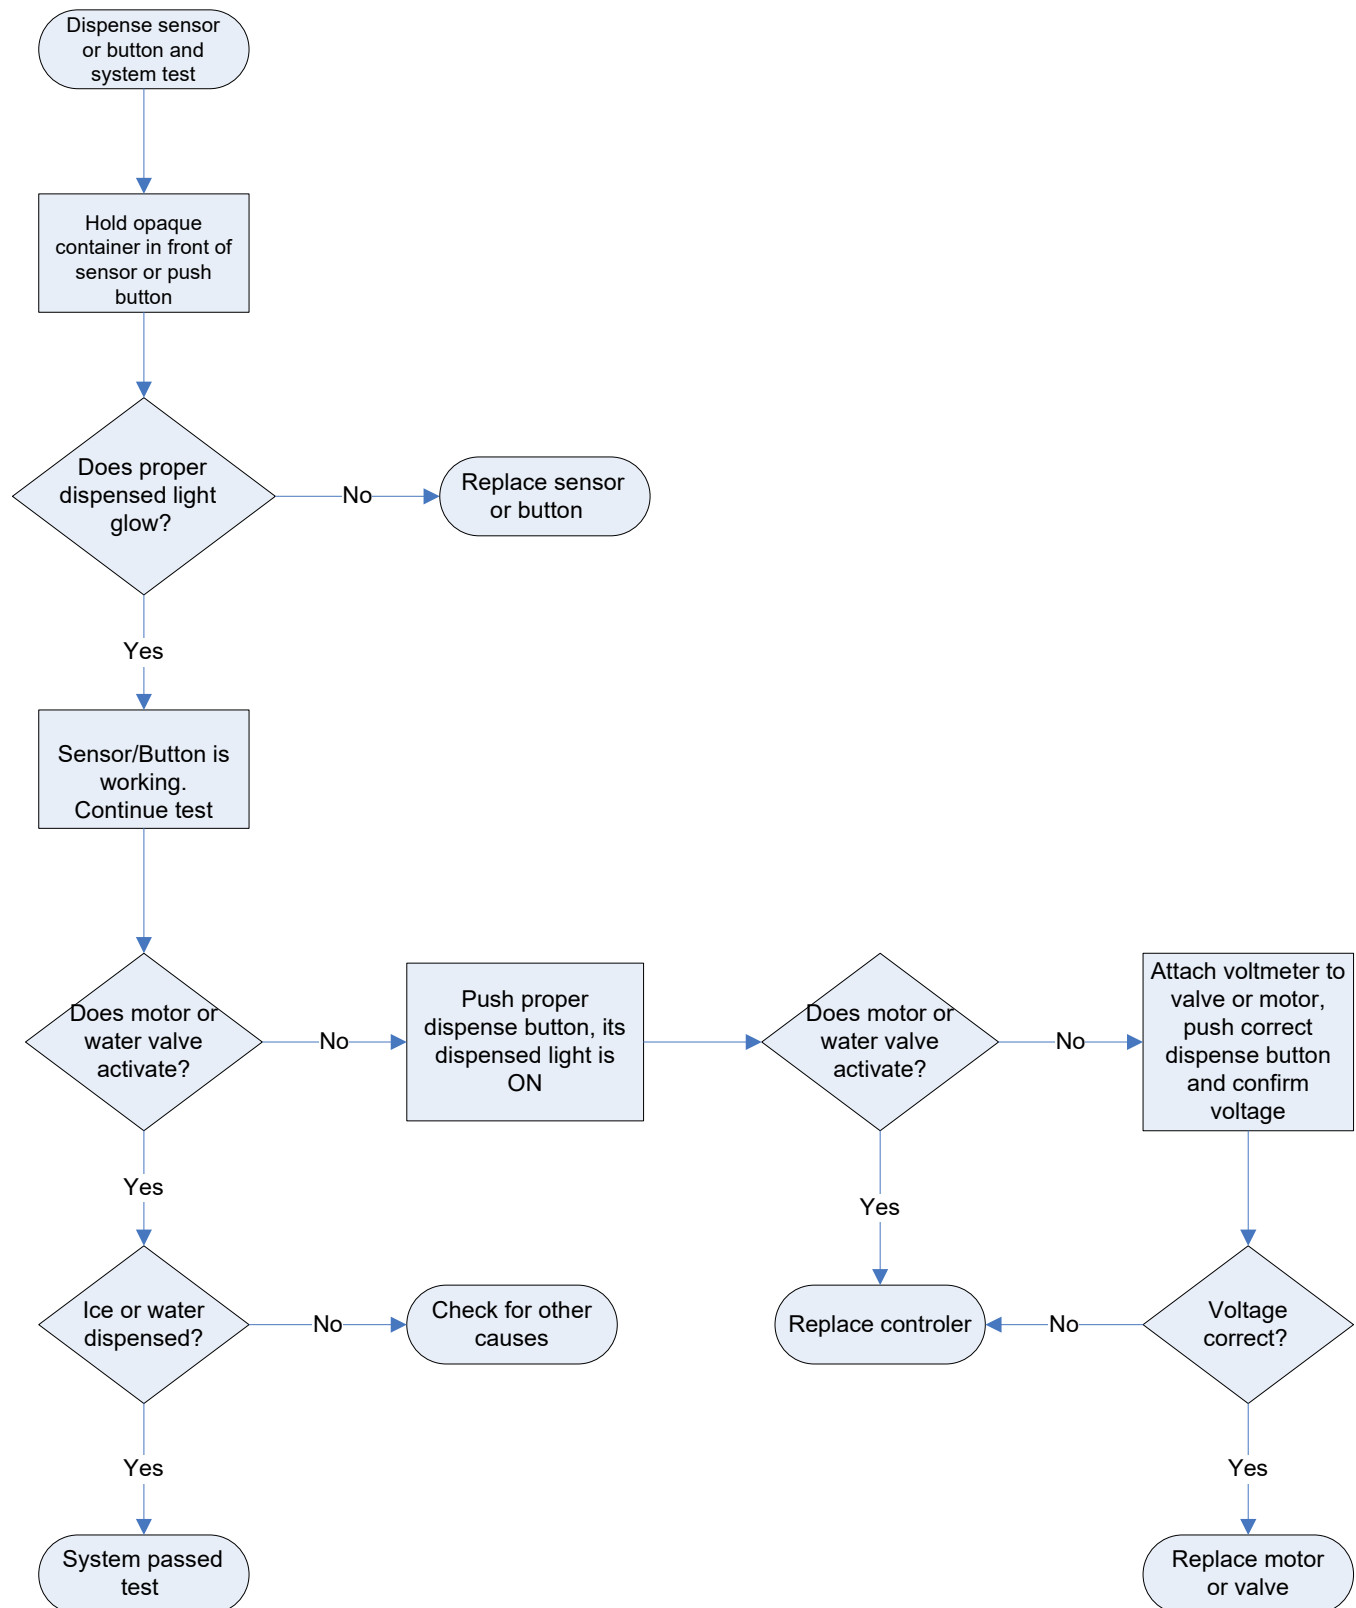 Dispense sensor
or button and
system test
Hold opaque
container in front of
sensor or push
button
Does proper
dispensed light
glow?
No
Replace sensor
or button
Yes
Sensor/Button is
working.
Continue test
Does motor or
water valve
activate?
No
Push proper
dispense button, its
dispensed light is
ON
Does motor or
water valve
activate?
No
Attach voltmeter to
valve or motor,
push correct
dispense button
and confirm
voltage
Yes
Yes
Ice or water
dispensed?
No
Check for other
causes
Replace controler
No
Voltage
correct?
Yes
Yes
System passed
test
Replace motor
or valve